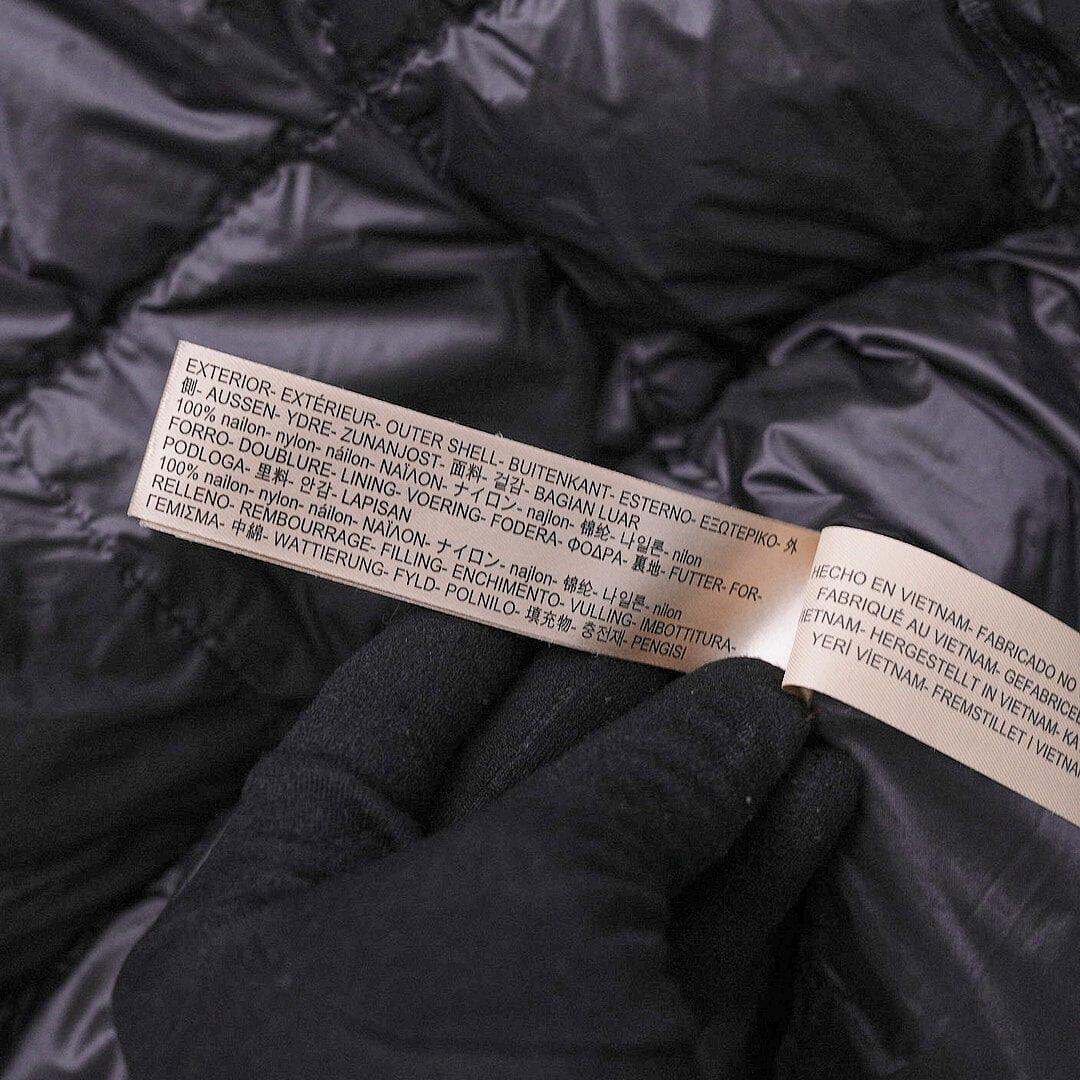 EXTERIOR- EXTÉRIEUR- OUTER SHELL- BUITENKANT- ESTERNO- ΕΞΩΤΕΡΙΚΟ- 外
側- AUSSEN- YDRE- ZUNANJOST- 面料- 겉감- BAGIAN LUAR
100% nailon- nylon- náilon- ΝΑΪΛΟΝ- ナイロン- najlon- 锦纶- 나일론- nilon
FORRO- DOUBLURE- LINING- VOERING- FODERA- ΦΟΔΡΑ- 裏地- FUTTER- FOR-
PODLOGA- 里料- 안감- LAPISAN
100% nailon- nylon- náilon- ΝΑΪΛΟΝ- ナイロン- najlon- 锦纶- 나일론- nilon
RELLENO- REMBOURRAGE- FILLING- ENCHIMENTO- VULLING- IMBOTTITURA-
ΓΕΜΙΣΜΑ- 中綿- WATTIERUNG- FYLD- POLNILO- 填充物- 충전재- PENGISI
HECHO EN VIETNAM- FABRICADO NO
FABRIQUÉ AU VIETNAM- GEFABRICEE
IETNAM- HERGESTELLT IN VIETNAM- KA
YERİ VİETNAM- FREMSTILLET I VIETNA